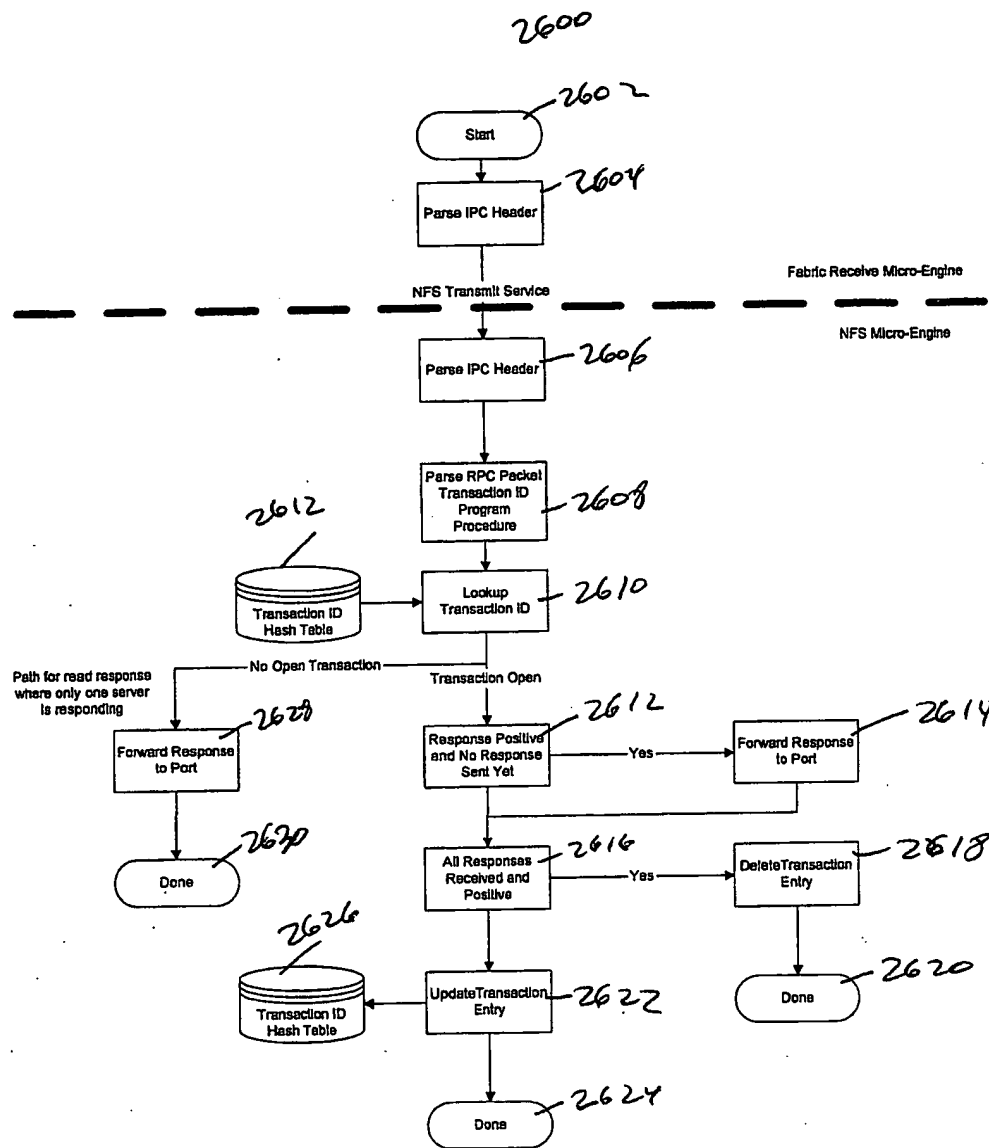 2600
2602
Start
2604
Parse IPC Header
Fabric Receive Micro-Engine
NFS Transmit Service
NFS Micro-Engine
2606
Parse IPC Header
Parse RPC Packet
Transaction ID
Program
Procedure
2608
2612
Lookup
Transaction ID
2610
Transaction ID
Hash Table
No Open Transaction
Transaction Open
Path for read response
where only one server
is responding
2628
Forward Response
to Port
2612
Response Positive
and No Response
Sent Yet
Yes
2614
Forward Response
to Port
2630
Done
2616
All Responses
Received and
Positive
Yes
2618
DeleteTransaction
Entry
2626
Transaction ID
Hash Table
UpdateTransaction
Entry
2622
2620
Done
2624
Done